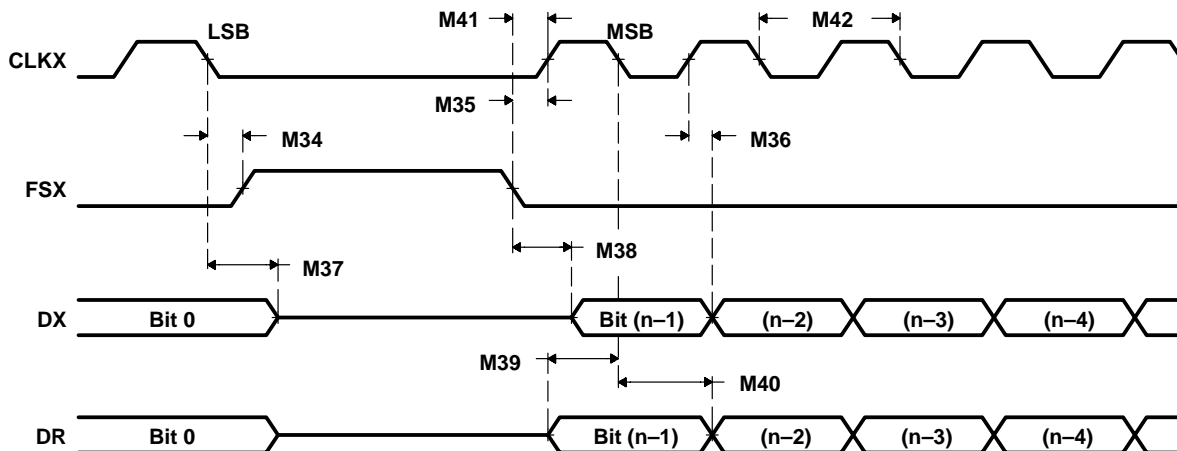 M41 M42
LSB MSB
CLKX
M35
M34 M36
FSX
M38
M37
DX Bit 0 Bit (n–1) (n–2) (n–3) (n–4)
M39
M40
DR Bit 0 Bit (n–1) (n–2) (n–3) (n–4)